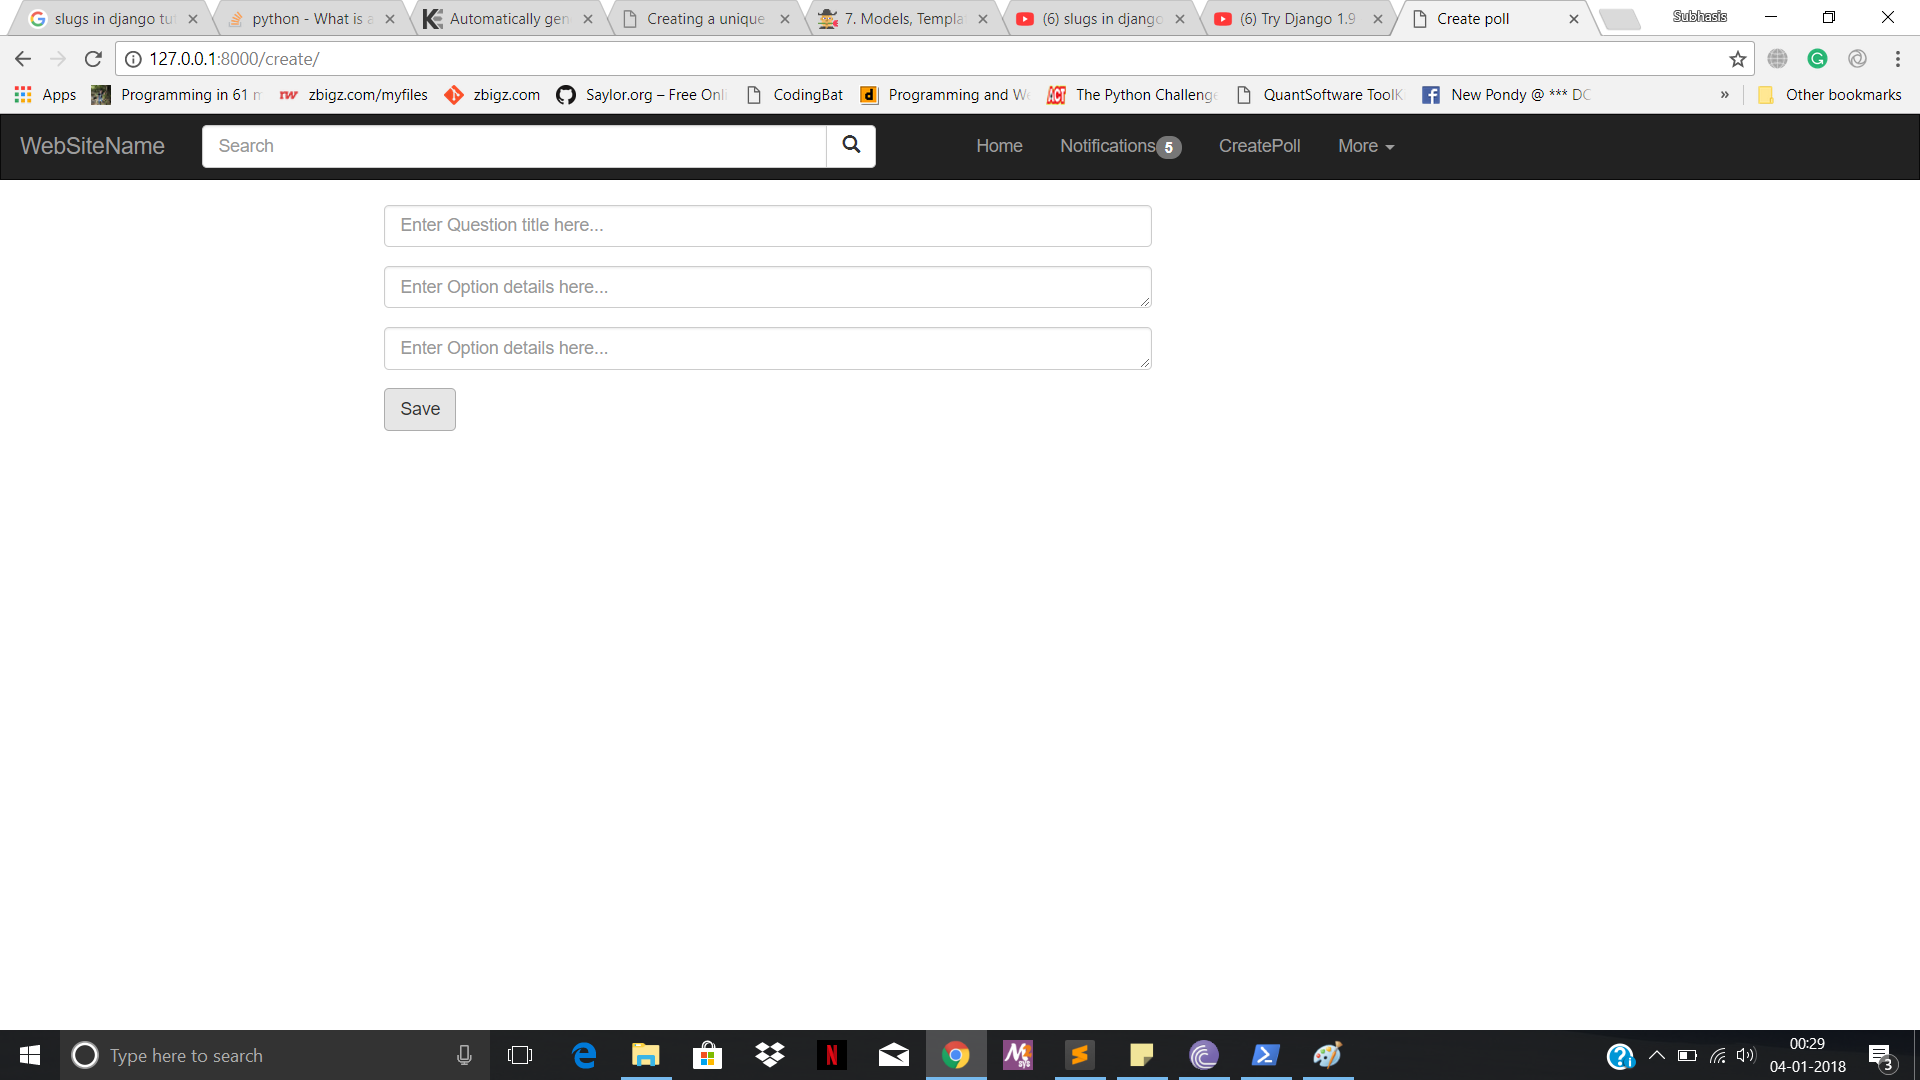 slugs in django tut
python - What is a
Automatically gen
Creating a unique
7. Models, Templa
(6) slugs in django
(6) Try Django 1.9
Create poll
Subhasis
127.0.0.1:8000/create/
Apps
Programming in 61 m
zbigz.com/myfiles
zbigz.com
Saylor.org – Free Onli
CodingBat
Programming and We
The Python Challenge
QuantSoftware ToolK
New Pondy @ *** DC
»
Other bookmarks
WebSiteName
Search
Home
Notifications 5
CreatePoll
More
Enter Question title here...
Enter Option details here...
Enter Option details here...
Save
Type here to search
00:29
04-01-2018
3